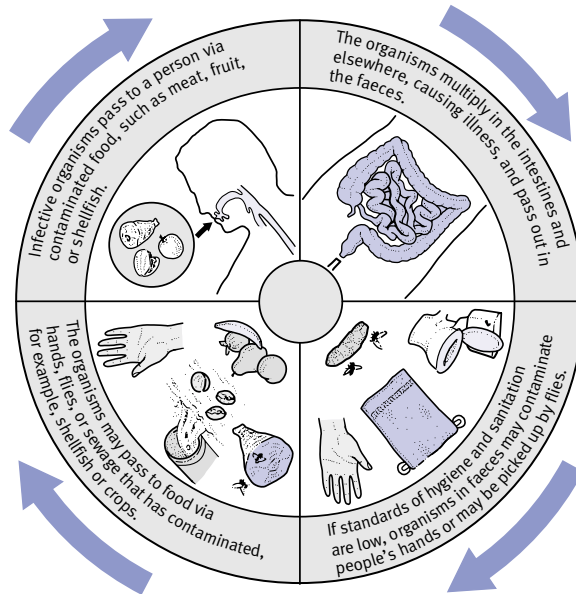 Infective organisms pass to a person via
contaminated food, such as meat, fruit,
or shellfish.
The organisms multiply in the intestines and
elsewhere, causing illness, and pass out in
the faeces.
If standards of hygiene and sanitation
are low, organisms in faeces may contaminate
people's hands or may be picked up by flies.
The organisms may pass to food via
hands, flies, or sewage that has contaminated,
for example, shellfish or crops.